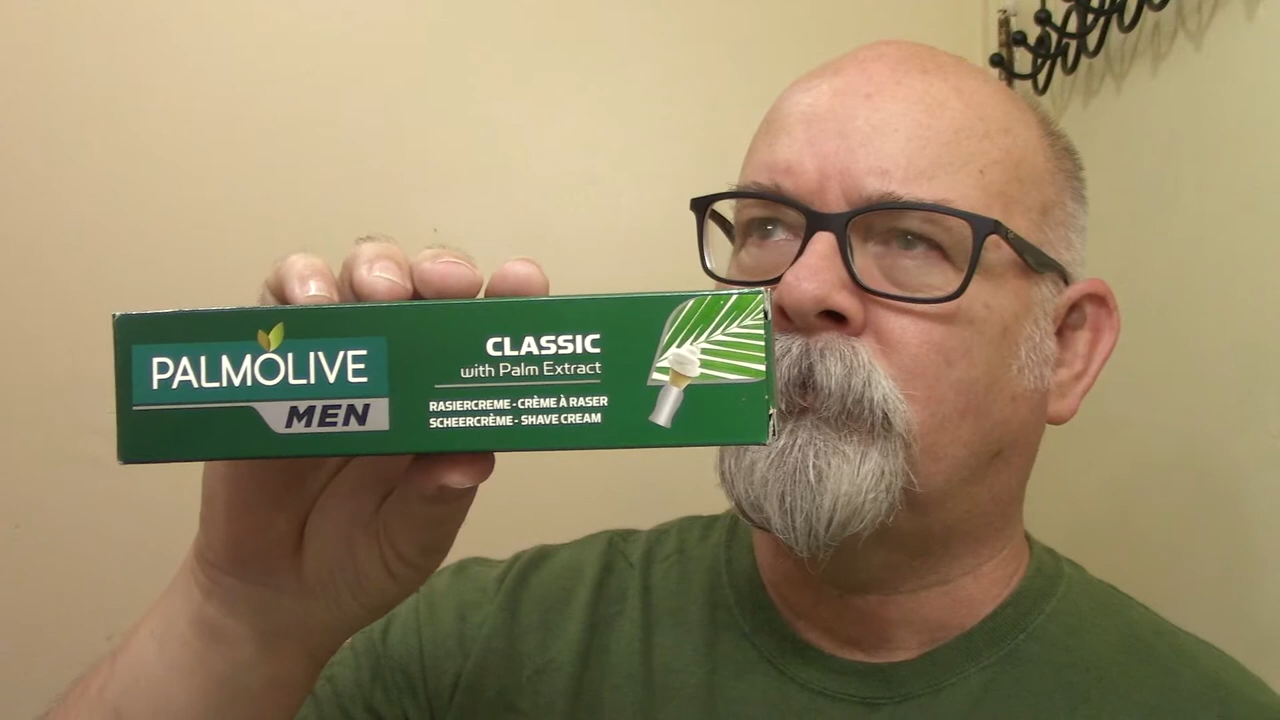 PALMOLIVE
MEN
CLASSIC
with Palm Extract
RASIERCREME - CRÈME À RASER
SCHEERCRÈME - SHAVE CREAM